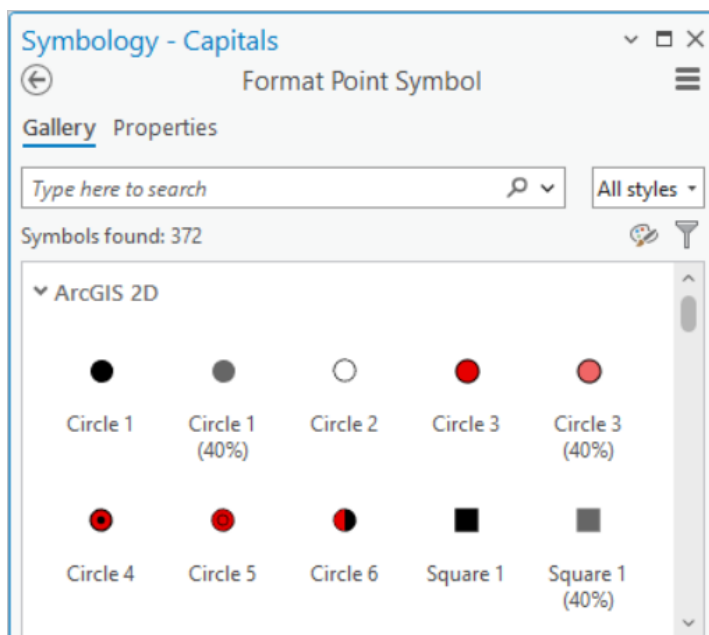 Symbology - Capitals
Format Point Symbol
Gallery Properties
Type here to search
All styles
Symbols found: 372
ArcGIS 2D
Circle 1
Circle 1
(40%)
Circle 2
Circle 3
Circle 3
(40%)
Circle 4
Circle 5
Circle 6
Square 1
Square 1
(40%)